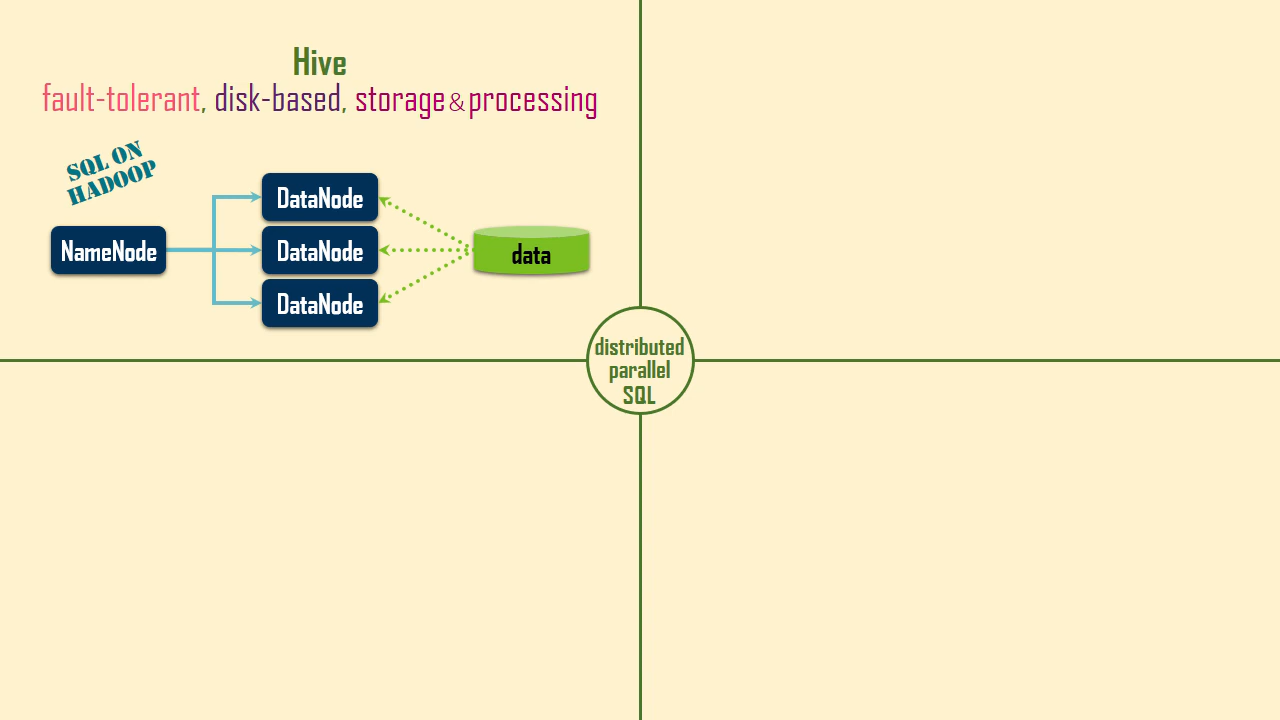 Hive
fault-tolerant, disk-based, storage & processing
SQL ON
HADOOP
DataNode
NameNode
DataNode
data
DataNode
distributed
parallel
SQL